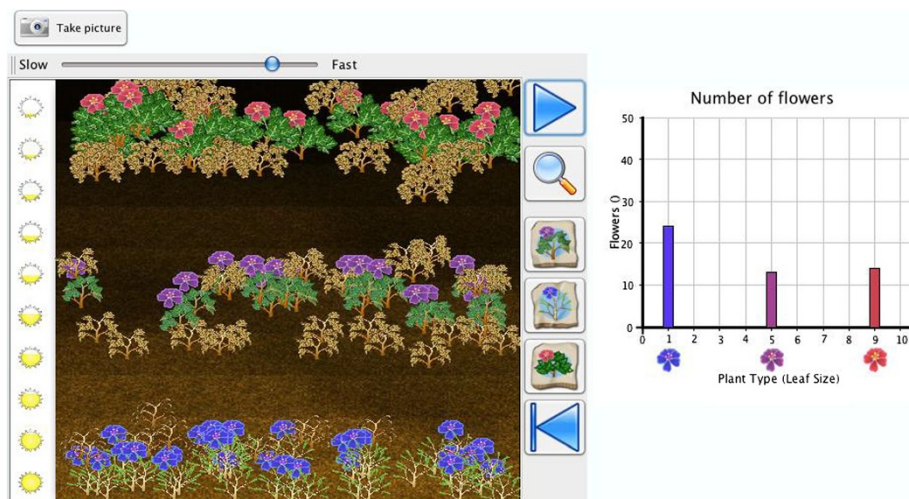 Take picture
Slow Fast
Number of flowers
50
40
30
20
10
0
Flowers ()
0 1 2 3 4 5 6 7 8 9 10
Plant Type (Leaf Size)